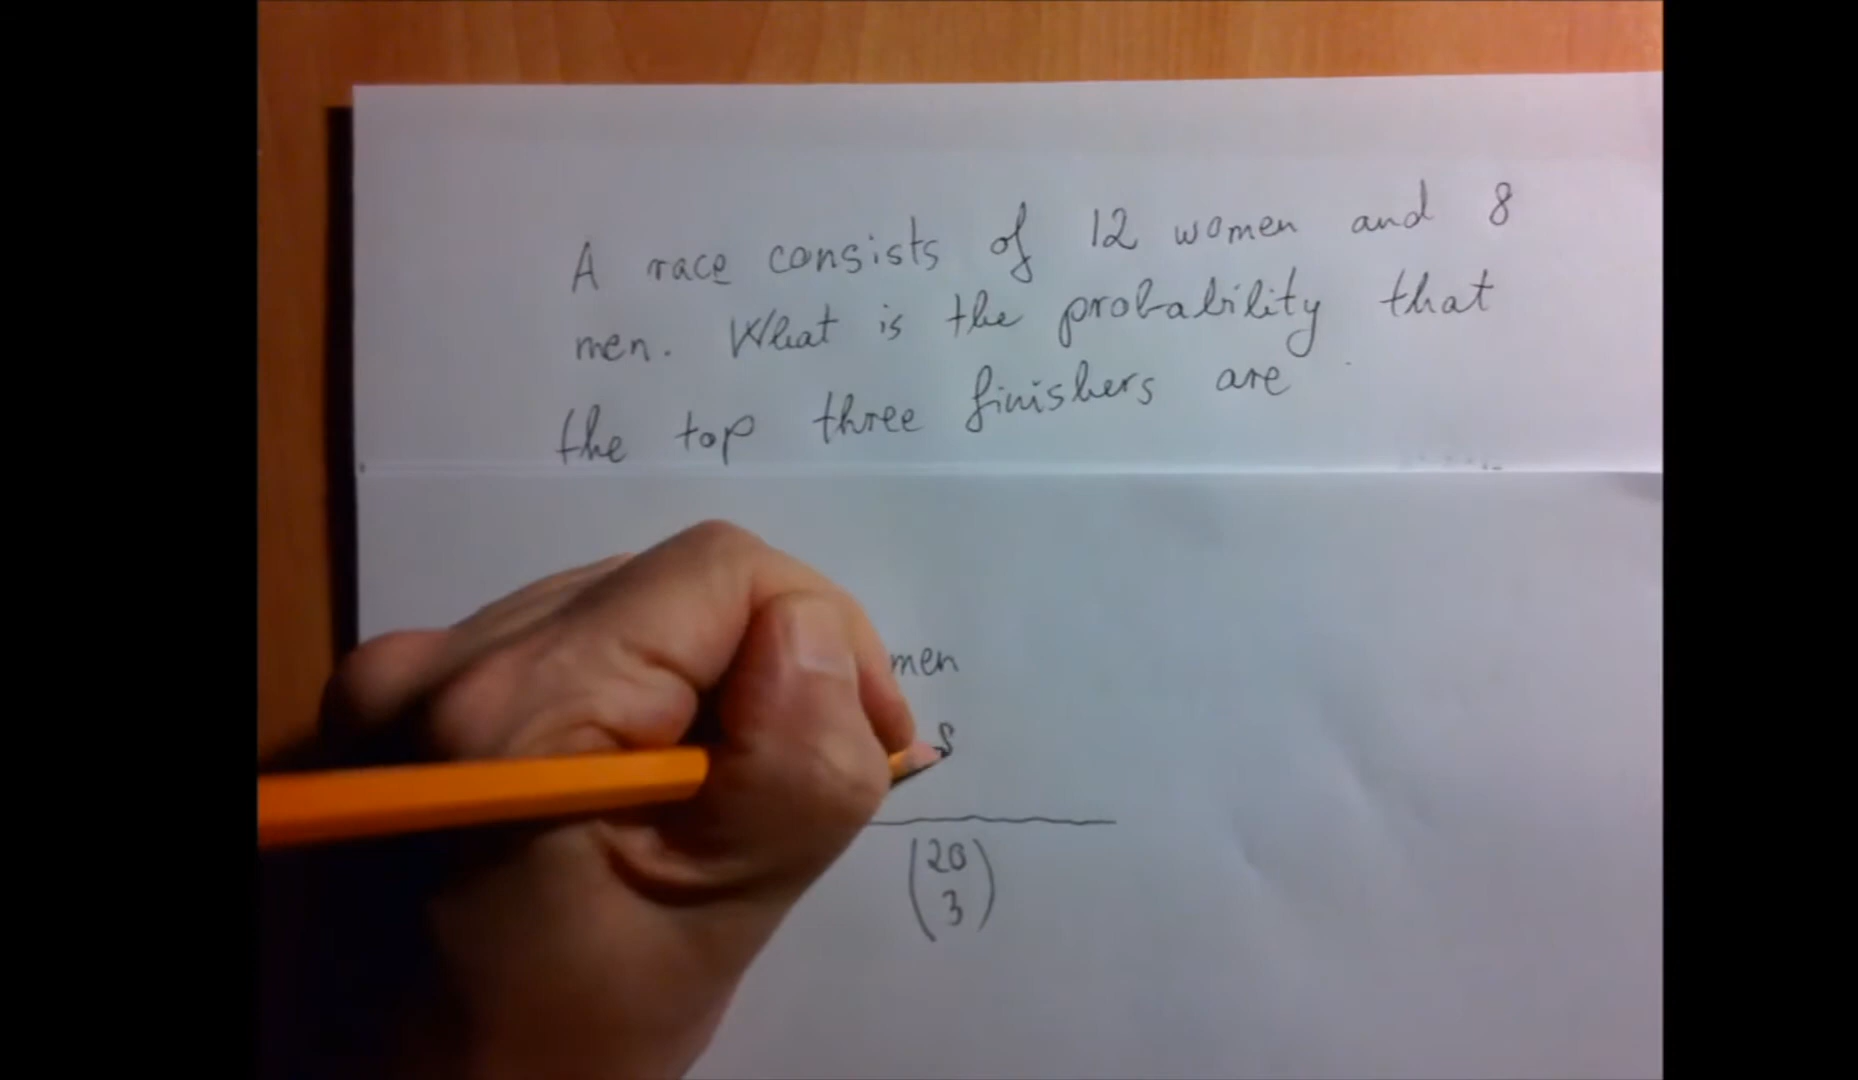 A race consists of 12 women and 8
men. What is the probability that
the top three finishers are
men
8
20
3